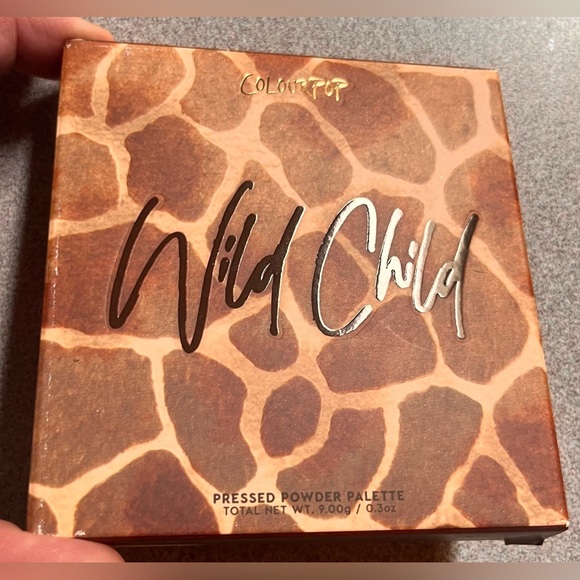 COLOURPOP
Wild Child
PRESSED POWDER PALETTE
TOTAL NET WT. 9.00g / 0.3oz